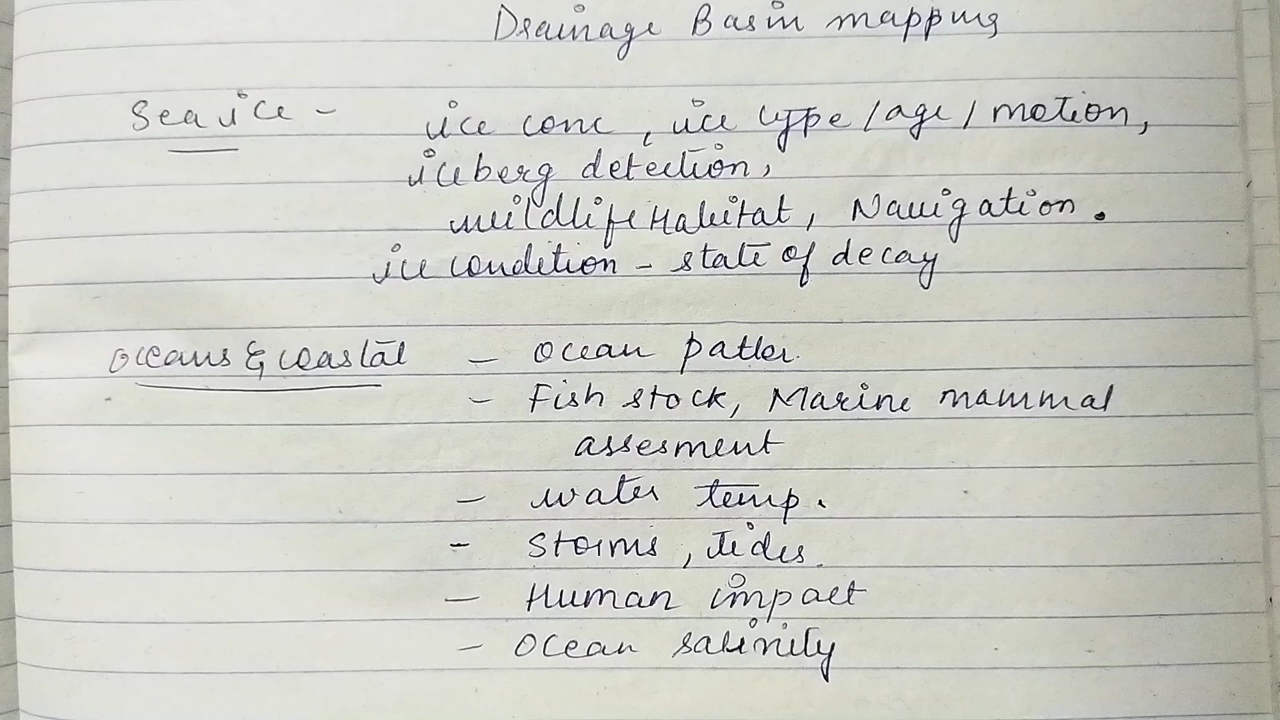 Drainage Basin mapping
Sea ice - ice conc, ice type/age/motion,
iceberg detection,
wildlife Habitat, Navigation.
ice condition - state of decay
Oceans & coastal - Ocean patter.
- Fish stock, Marine mammal
assesment
- water temp.
- Storms, tides.
- Human impact
- Ocean salinity